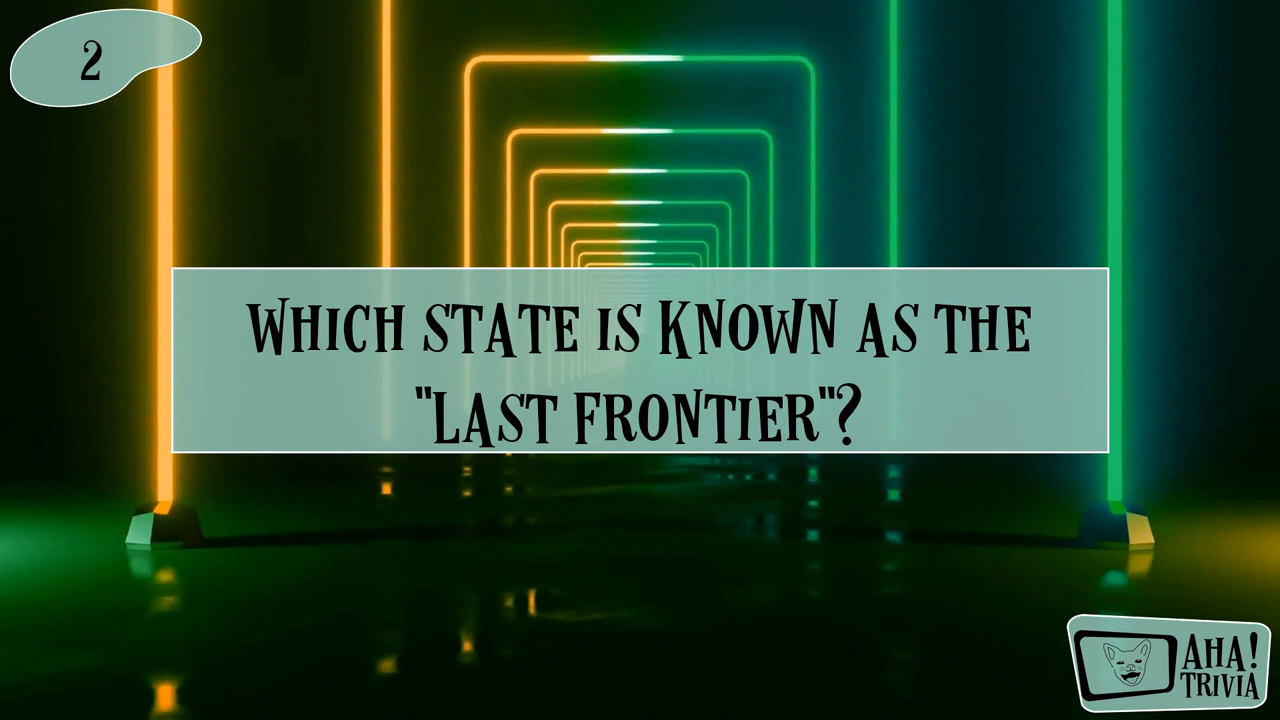 2
WHICH STATE IS KNOWN AS THE
"LAST FRONTIER"?
AHA!
TRIVIA